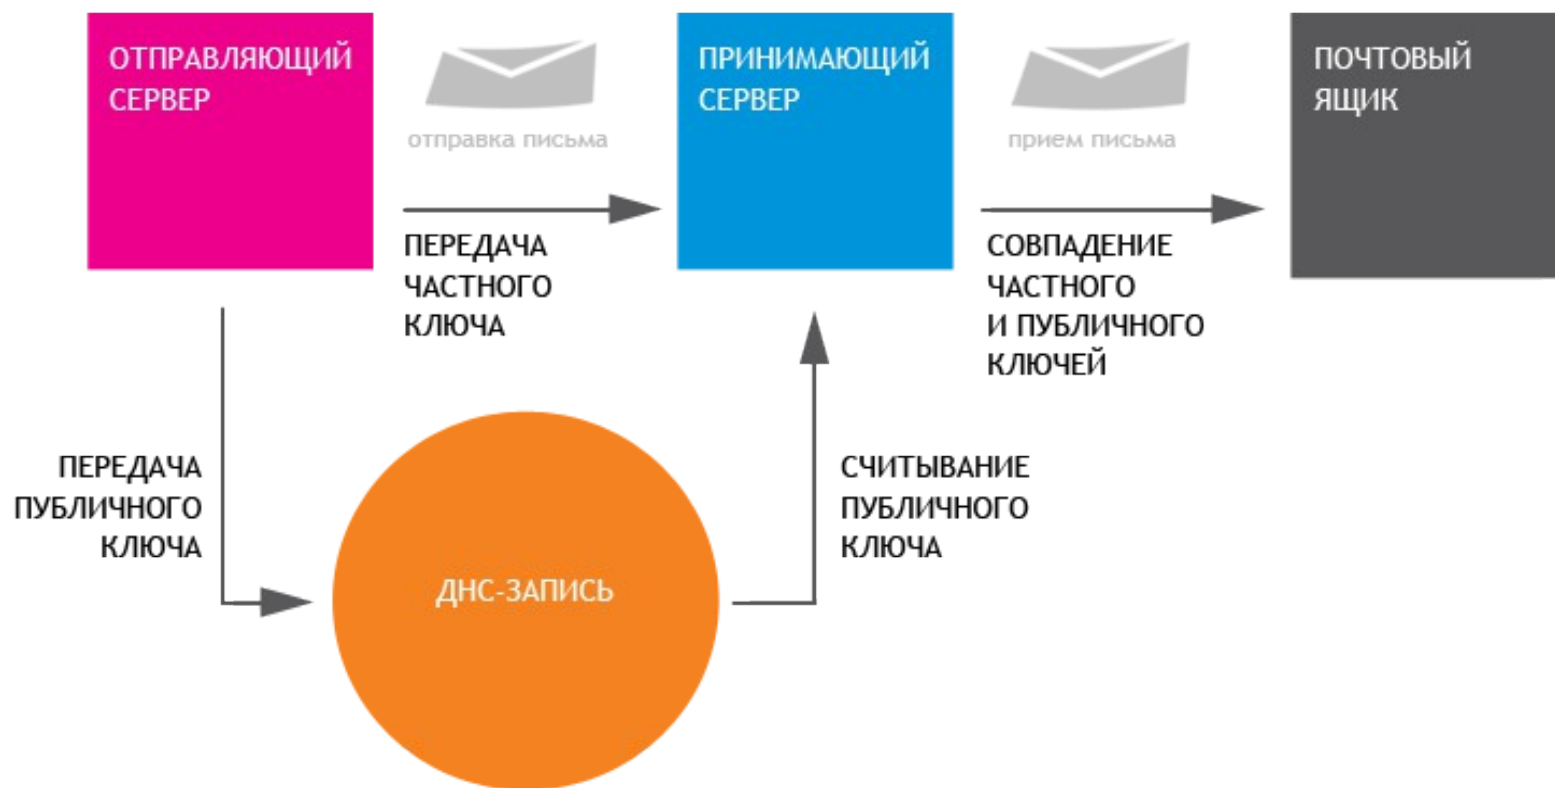 ОТПРАВЛЯЮЩИЙ
СЕРВЕР
отправка письма
ПРИНИМАЮЩИЙ
СЕРВЕР
прием письма
ПОЧТОВЫЙ
ЯЩИК
ПЕРЕДАЧА
ЧАСТНОГО
КЛЮЧА
СОВПАДЕНИЕ
ЧАСТНОГО
И ПУБЛИЧНОГО
КЛЮЧЕЙ
ПЕРЕДАЧА
ПУБЛИЧНОГО
КЛЮЧА
ДНС-ЗАПИСЬ
СЧИТЫВАНИЕ
ПУБЛИЧНОГО
КЛЮЧА